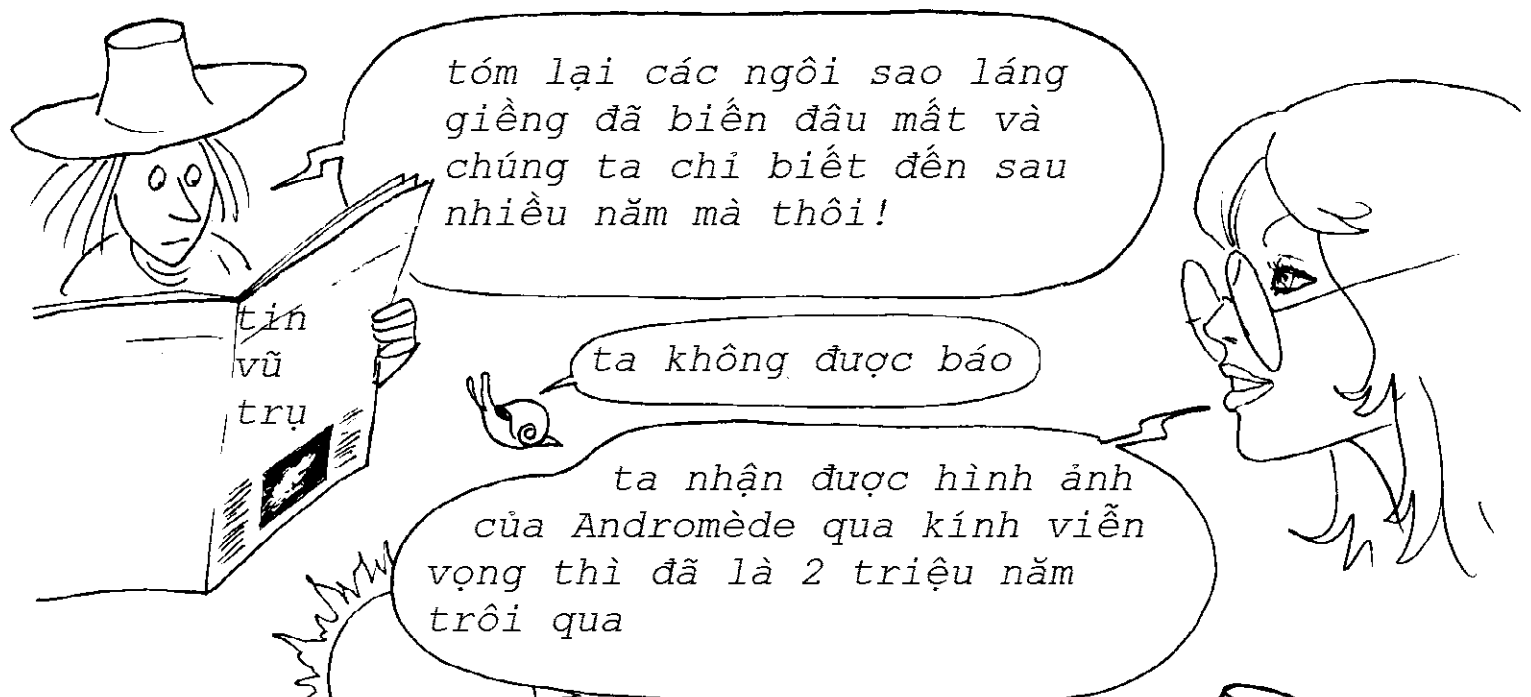 tóm lại các ngôi sao láng
giềng đã biến đâu mất và
chúng ta chỉ biết đến sau
nhiều năm mà thôi!
tin
vũ
trụ
ta không được báo
ta nhận được hình ảnh
của Andromède qua kính viễn
vọng thì đã là 2 triệu năm
trôi qua